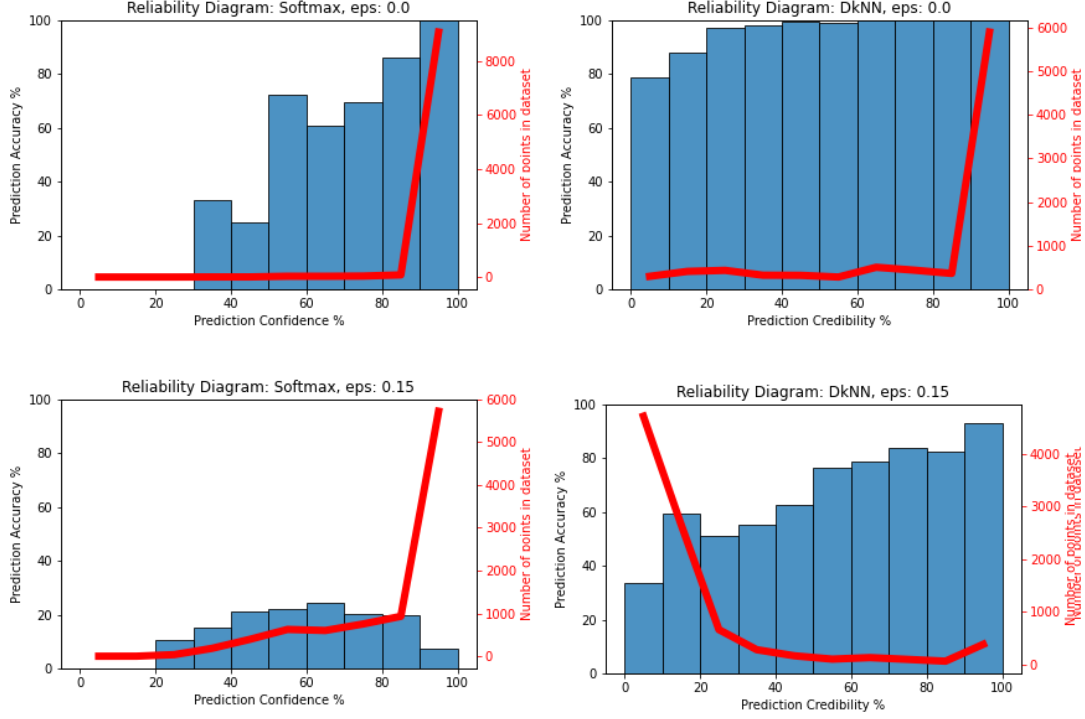 Reliability Diagram: Softmax, eps: 0.0
100
80
60
40
20
0
Prediction Accuracy %
0 20 40 60 80 100
Prediction Confidence %
8000
6000
4000
2000
0
Number of points in dataset
Reliability Diagram: DkNN, eps: 0.0
100
80
60
40
20
0
Prediction Accuracy %
0 20 40 60 80 100
Prediction Credibility %
6000
5000
4000
3000
2000
1000
0
Number of points in dataset
Reliability Diagram: Softmax, eps: 0.15
100
80
60
40
20
0
Prediction Accuracy %
0 20 40 60 80 100
Prediction Confidence %
6000
5000
4000
3000
2000
1000
0
Number of points in dataset
Reliability Diagram: DkNN, eps: 0.15
100
80
60
40
20
0
Prediction Accuracy %
0 20 40 60 80 100
Prediction Credibility %
4000
3000
2000
1000
0
Number of points in dataset
Number of points in dataset